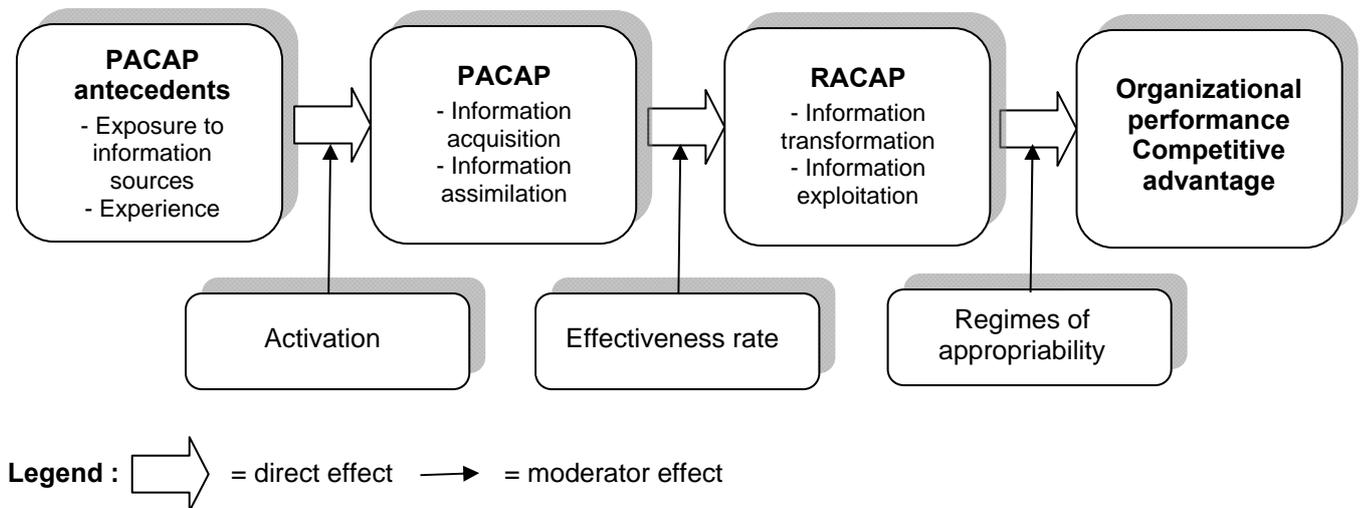 PACAP
antecedents
- Exposure to
information
sources
- Experience
PACAP
- Information
acquisition
- Information
assimilation
RACAP
- Information
transformation
- Information
exploitation
Organizational
performance
Competitive
advantage
Activation
Effectiveness rate
Regimes of
appropriability
Legend : = direct effect = moderator effect